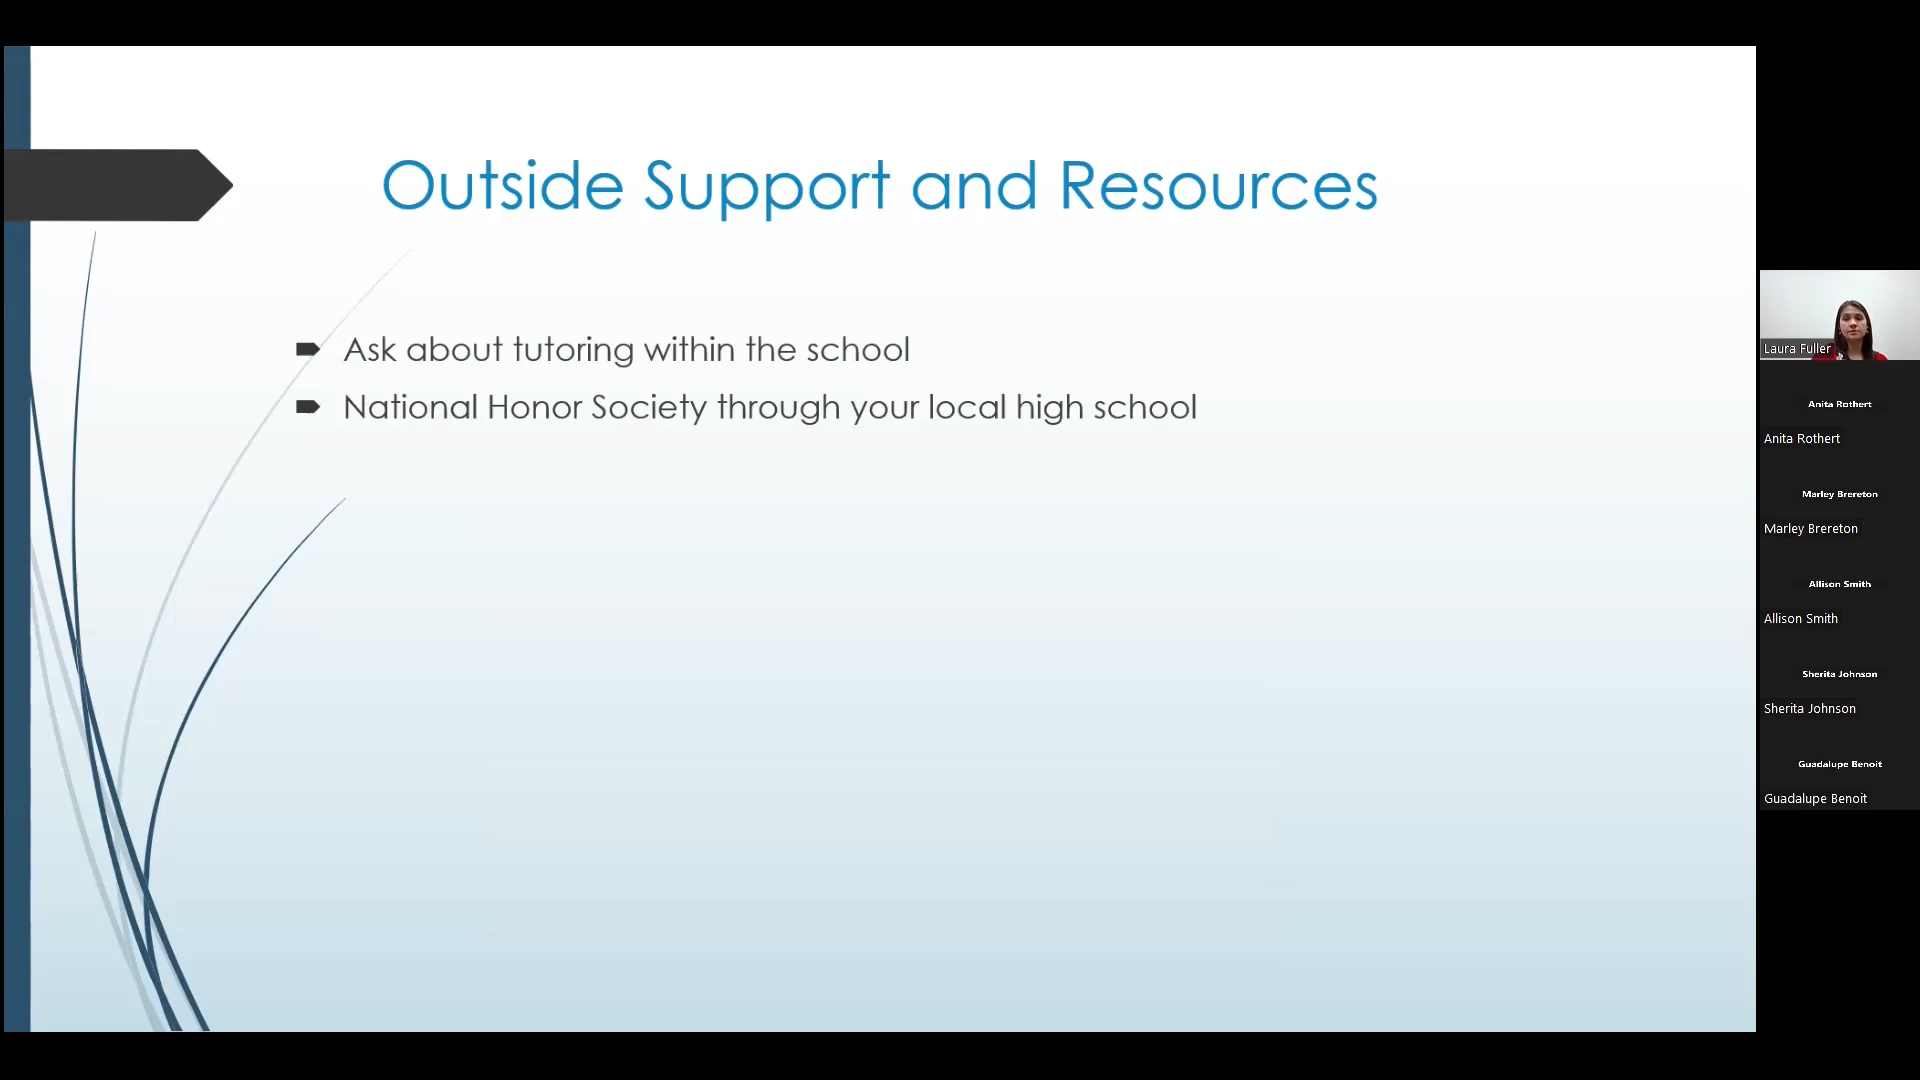 Outside Support and Resources
Ask about tutoring within the school
National Honor Society through your local high school
Laura Fuller
Anita Rothert
Anita Rothert
Marley Brereton
Marley Brereton
Allison Smith
Allison Smith
Sherita Johnson
Sherita Johnson
Guadalupe Benoit
Guadalupe Benoit